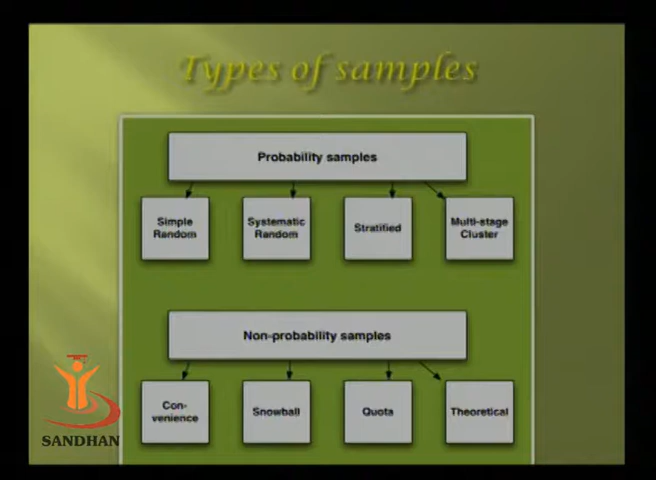 Types of samples
Probability samples
Simple
Random
Systematic
Random
Stratified
Multi-stage
Cluster
Non-probability samples
Con-
venience
Snowball
Quota
Theoretical
SANDHAN